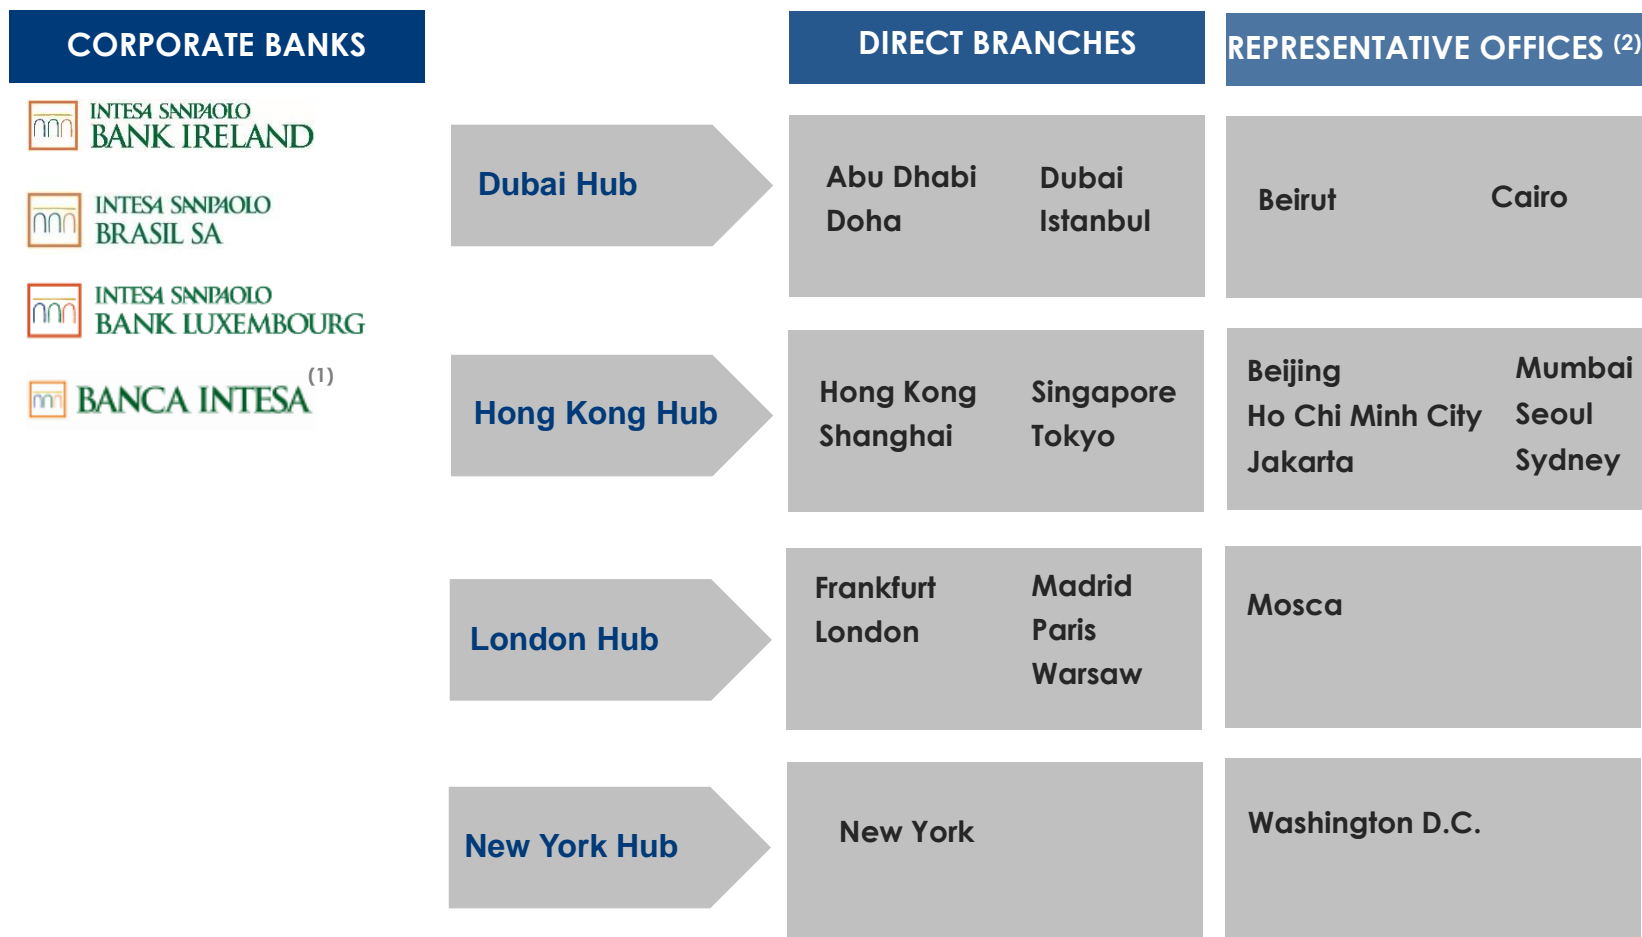 CORPORATE BANKS
DIRECT BRANCHES
REPRESENTATIVE OFFICES (2)
INTESA SANPAOLO
BANK IRELAND
INTESA SANPAOLO
BRASIL SA
INTESA SANPAOLO
BANK LUXEMBOURG
BANCA INTESA (1)
Dubai Hub
Abu Dhabi Dubai
Doha Istanbul
Beirut Cairo
Hong Kong Hub
Hong Kong Singapore
Shanghai Tokyo
Beijing Mumbai
Ho Chi Minh City Seoul
Jakarta Sydney
London Hub
Frankfurt Madrid
London Paris
Warsaw
Mosca
New York Hub
New York
Washington D.C.